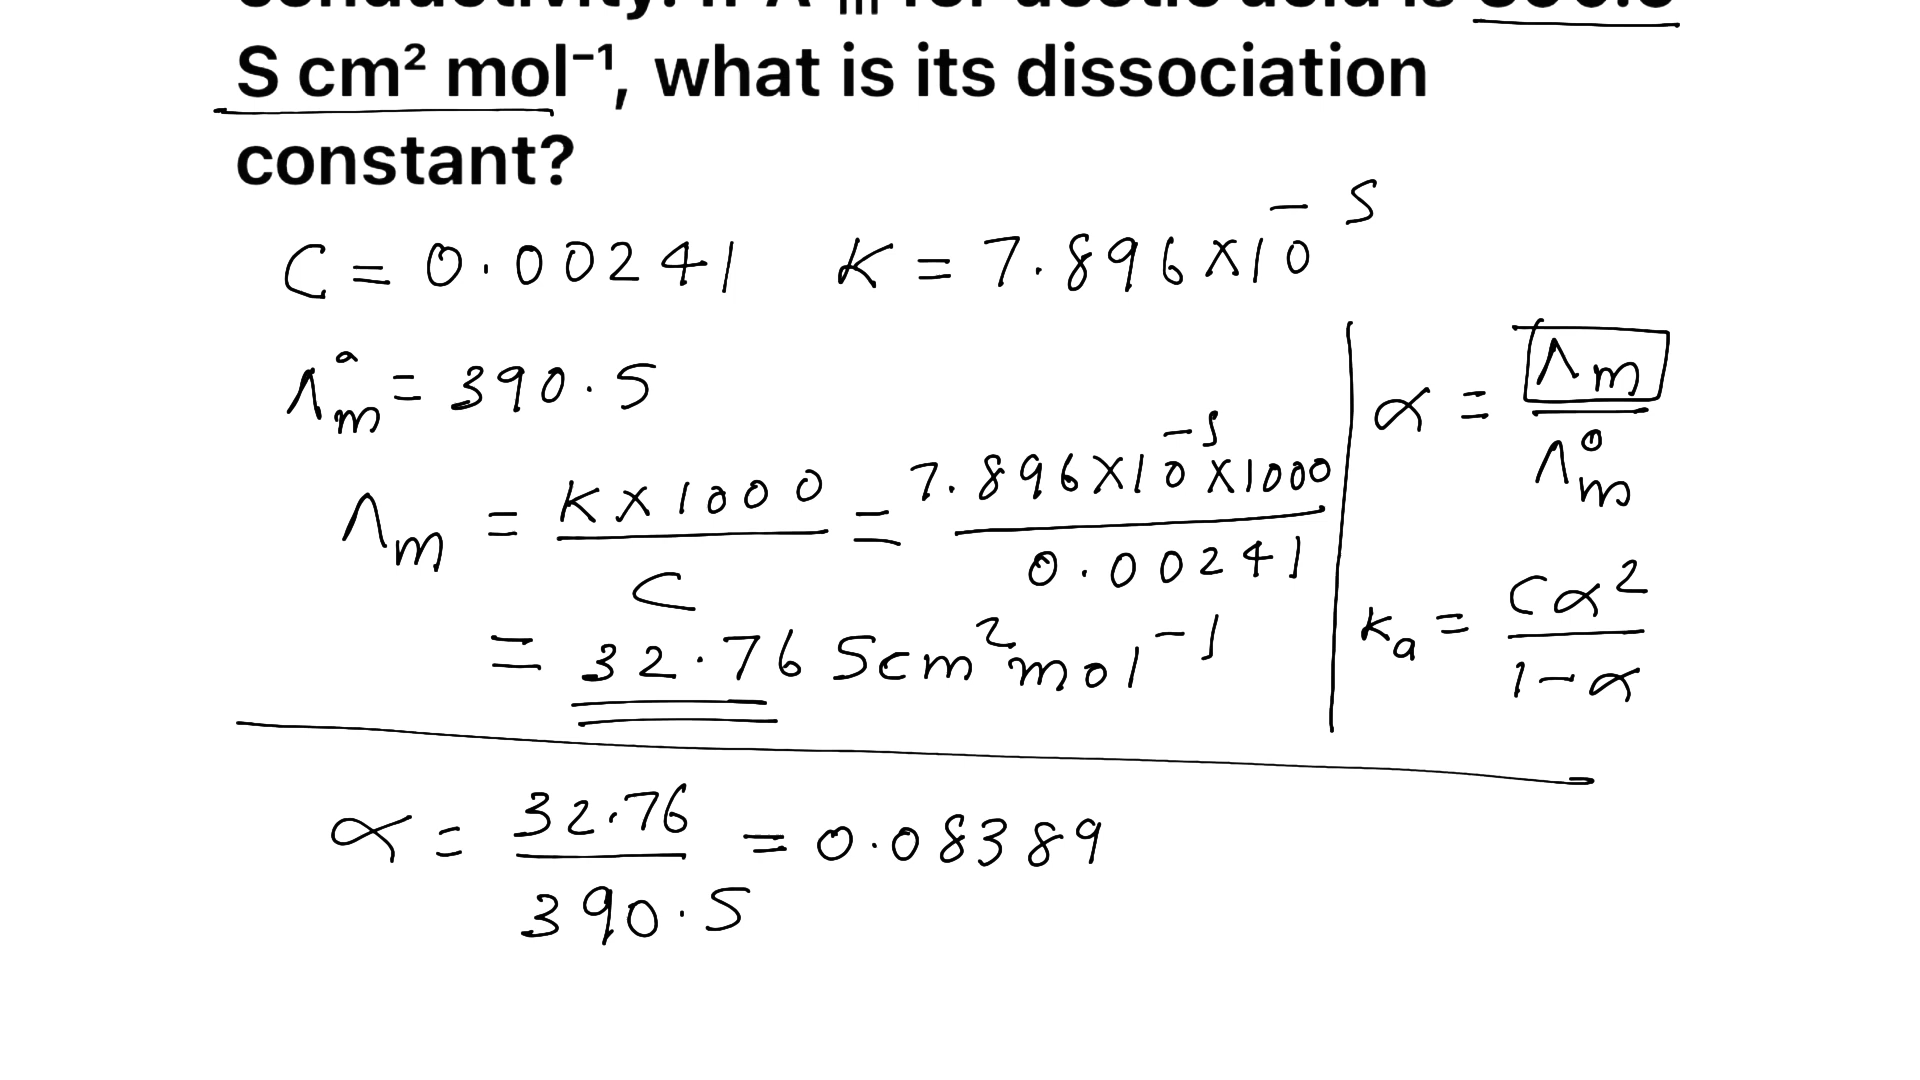 S cm² mol⁻¹, what is its dissociation
constant?
C = 0.00241 K = 7.896×10⁻⁵
Λ°m = 390.5
Λm = K×1000 / C = 7.896×10⁻⁵×1000 / 0.00241
= 32.76 Scm²mol⁻¹
α = Λm / Λ°m
ka = Cα² / 1-α
α = 32.76 / 390.5 = 0.08389